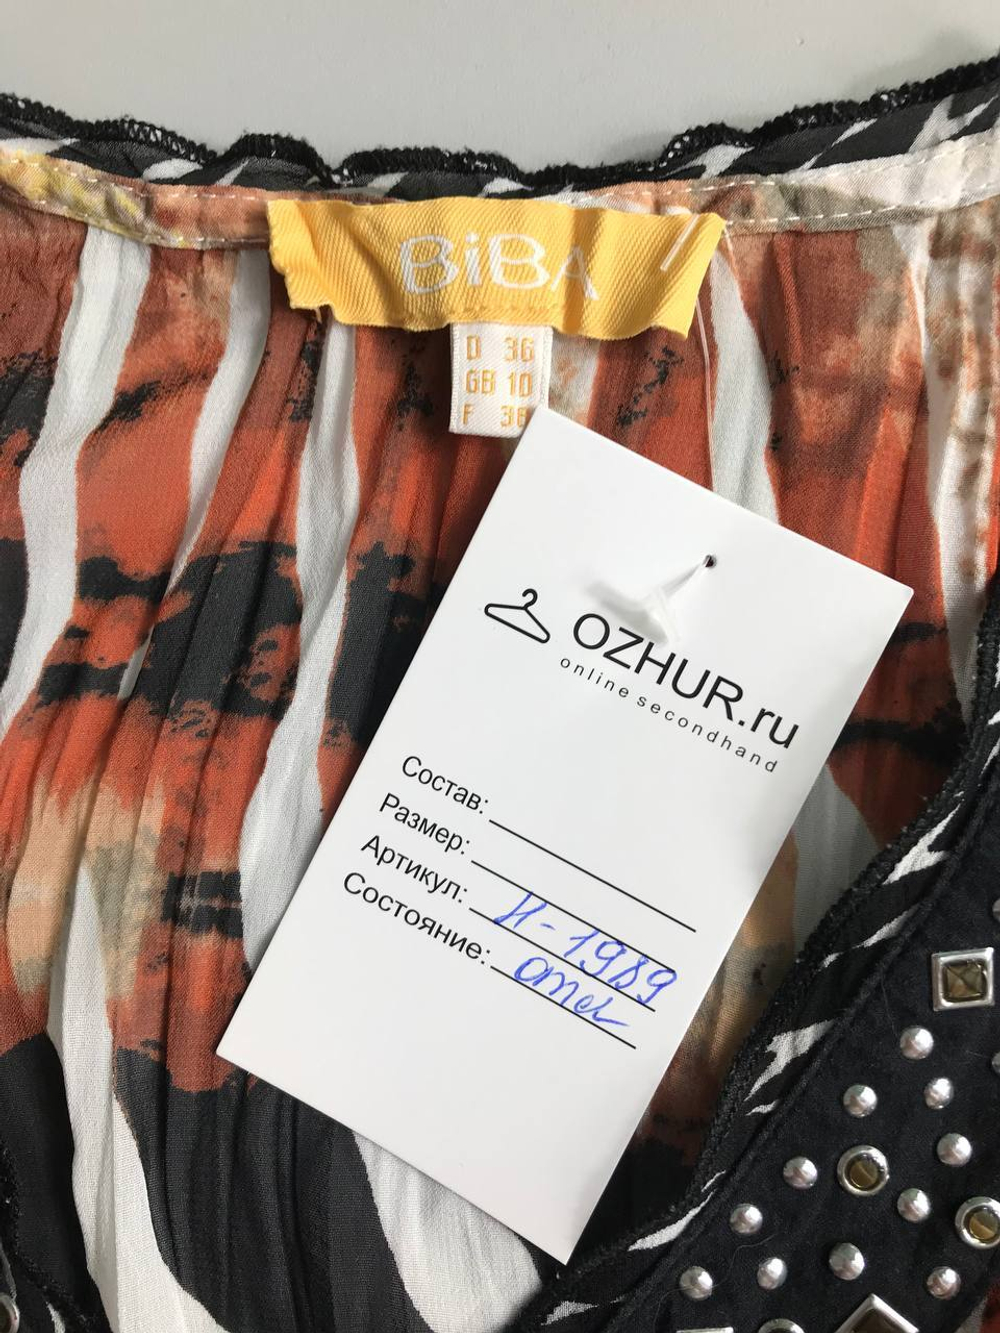 BiBA
D 36
GB 10
F 38
OZHUR.ru
online secondhand
Состав:
Размер:
Артикул: И-1989
Состояние: отл